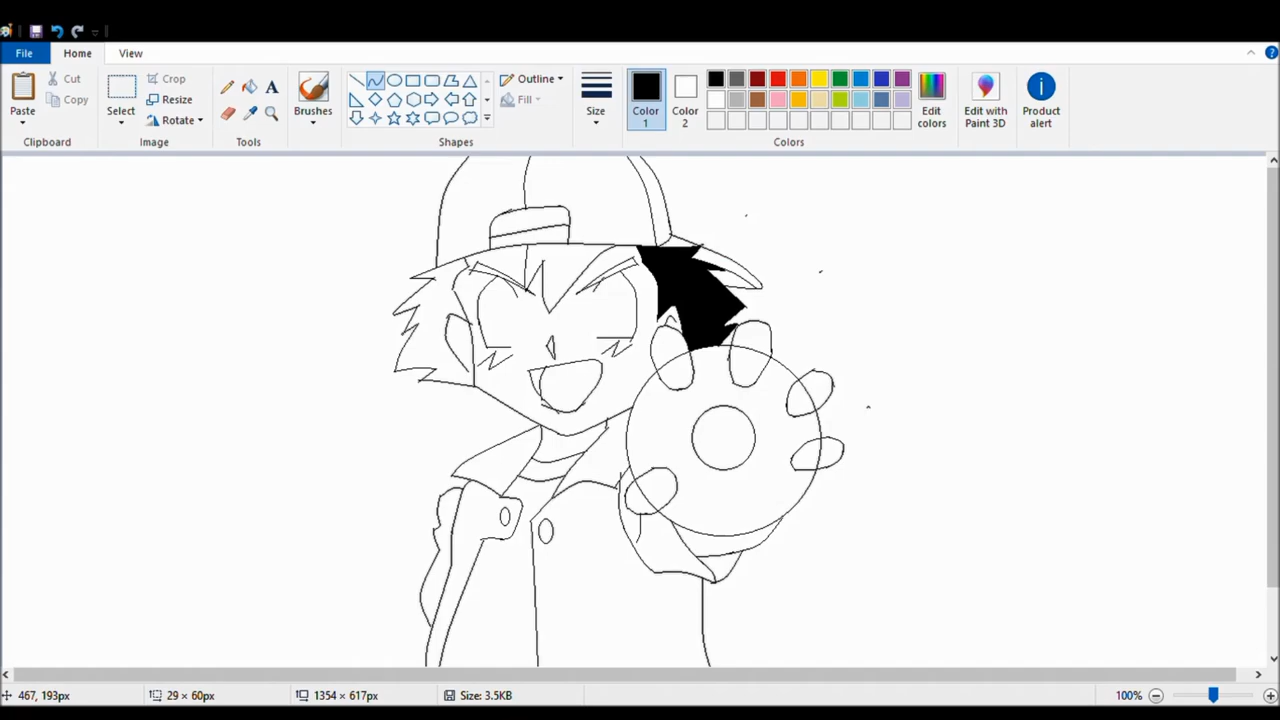 File Home View
Paste
Cut
Copy
Clipboard
Select
Crop
Resize
Rotate
Image
Tools
Brushes
Outline
Fill
Shapes
Size
Color 1
Color 2
Edit colors
Colors
Edit with Paint 3D
Product alert
467, 193px 29 × 60px 1354 × 617px Size: 3.5KB 100%